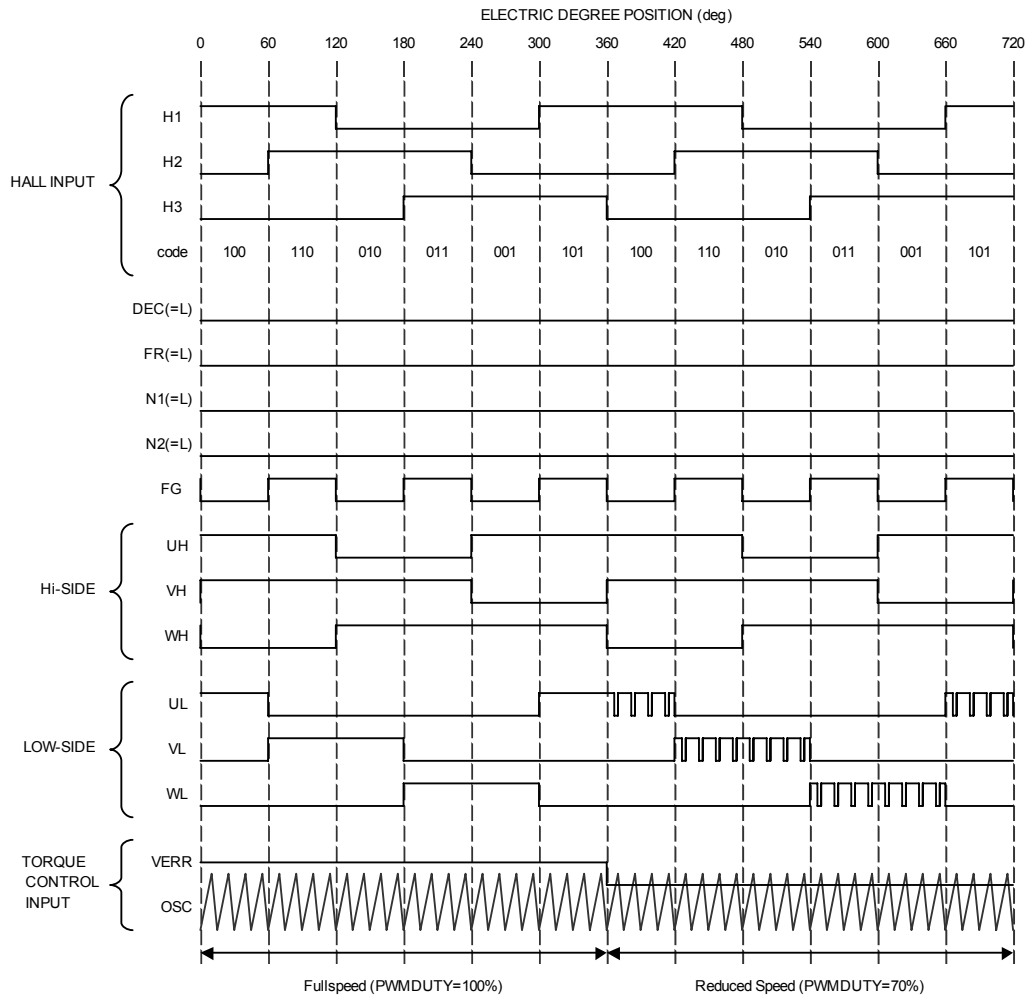 ELECTRIC DEGREE POSITION (deg)
0 60 120 180 240 300 360 420 480 540 600 660 720
H1
H2
HALL INPUT
H3
code 100 110 010 011 001 101 100 110 010 011 001 101
DEC(=L)
FR(=L)
N1(=L)
N2(=L)
FG
UH
Hi-SIDE
VH
WH
UL
LOW-SIDE
VL
WL
TORQUE
CONTROL
INPUT
VERR
OSC
Fullspeed (PWMDUTY=100%) Reduced Speed (PWMDUTY=70%)